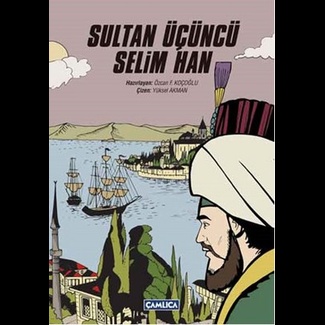 SULTAN ÜÇÜNCÜ
SELİM HAN
Hazırlayan: Özcan F. KOÇOĞLU
Çizen: Yüksel AKMAN
ÇAMLICA